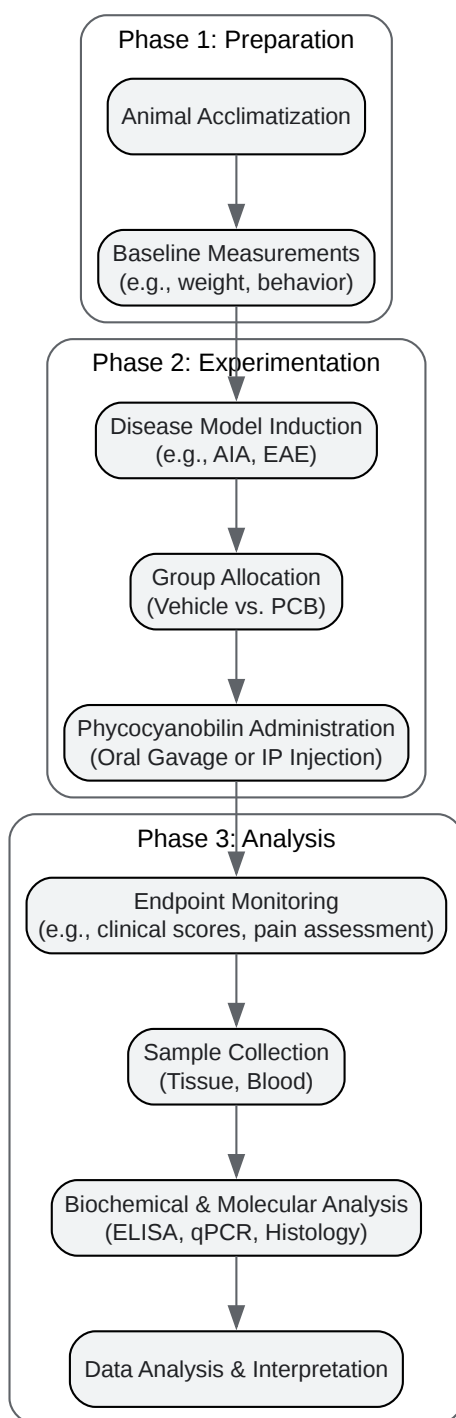 Phase 1: Preparation
Animal Acclimatization
Baseline Measurements
(e.g., weight, behavior)
Phase 2: Experimentation
Disease Model Induction
(e.g., AIA, EAE)
Group Allocation
(Vehicle vs. PCB)
Phycocyanobilin Administration
(Oral Gavage or IP Injection)
Phase 3: Analysis
Endpoint Monitoring
(e.g., clinical scores, pain assessment)
Sample Collection
(Tissue, Blood)
Biochemical & Molecular Analysis
(ELISA, qPCR, Histology)
Data Analysis & Interpretation